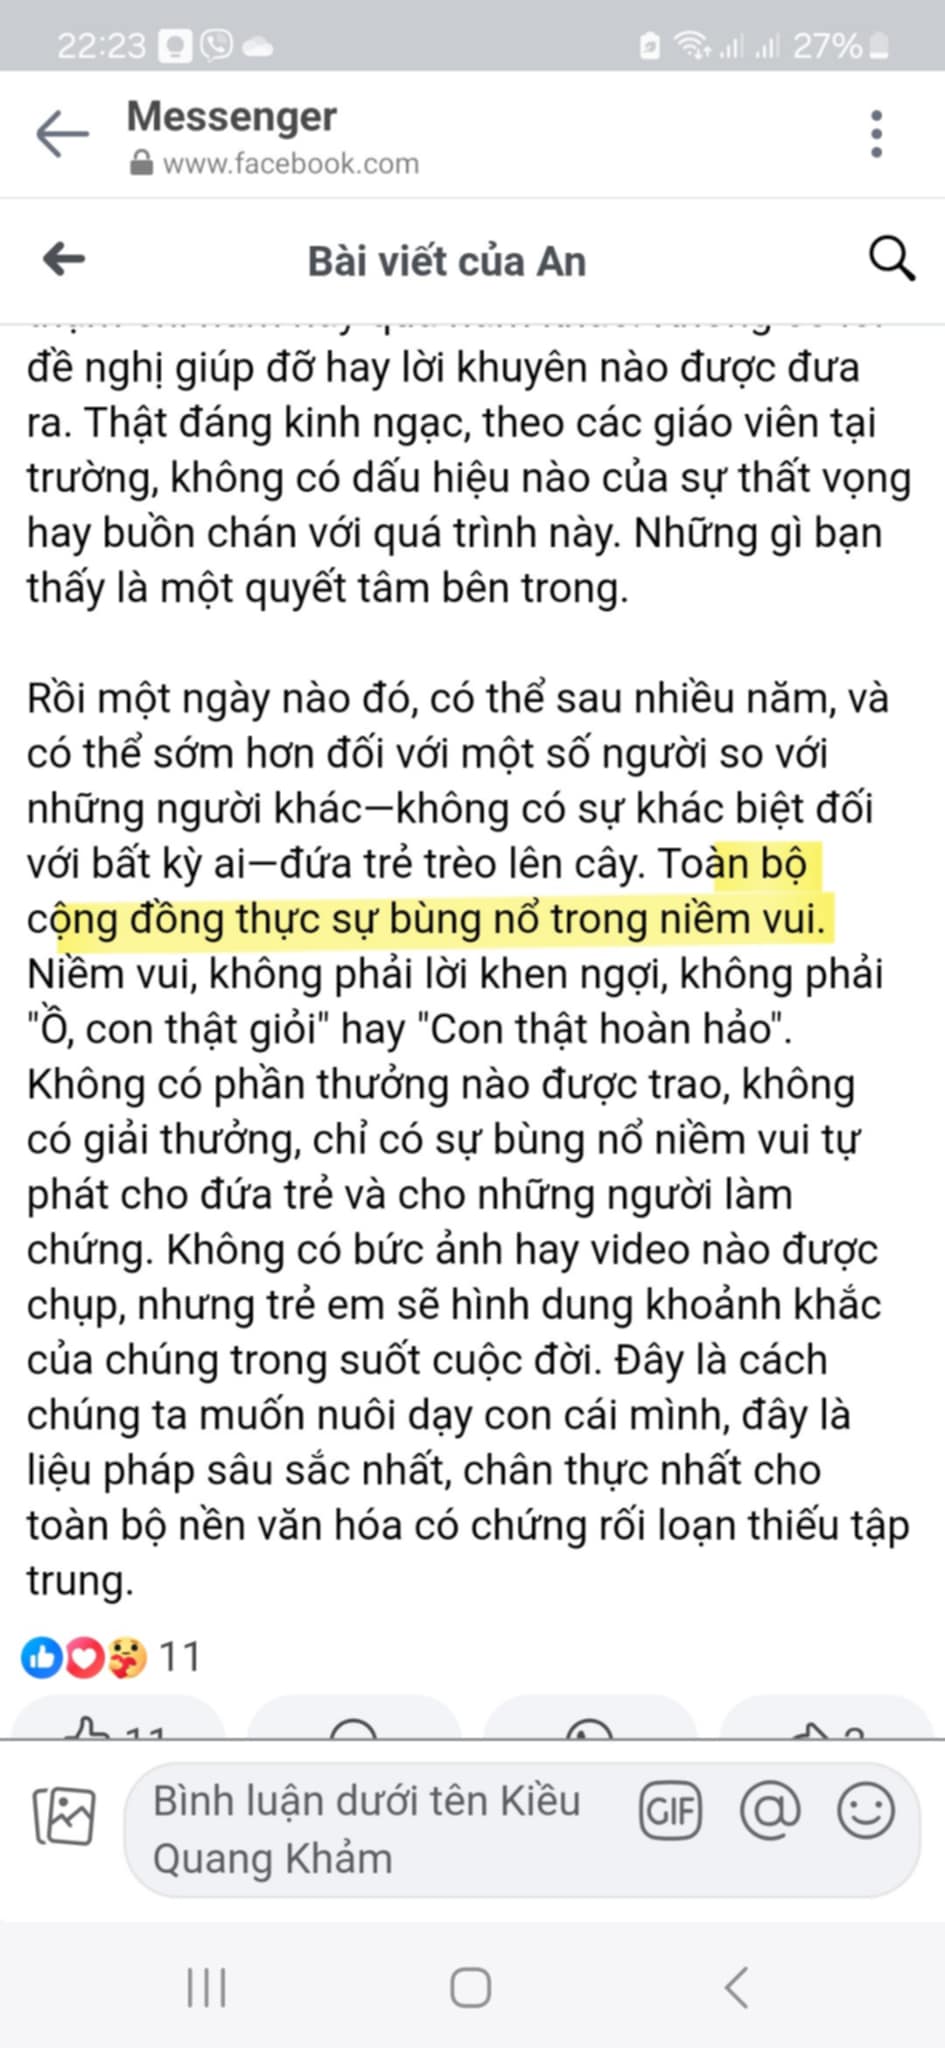 22:23
27%
Messenger
www.facebook.com
Bài viết của An
đề nghị giúp đỡ hay lời khuyên nào được đưa
ra. Thật đáng kinh ngạc, theo các giáo viên tại
trường, không có dấu hiệu nào của sự thất vọng
hay buồn chán với quá trình này. Những gì bạn
thấy là một quyết tâm bên trong.
Rồi một ngày nào đó, có thể sau nhiều năm, và
có thể sớm hơn đối với một số người so với
những người khác—không có sự khác biệt đối
với bất kỳ ai—đứa trẻ trèo lên cây. Toàn bộ
cộng đồng thực sự bùng nổ trong niềm vui.
Niềm vui, không phải lời khen ngợi, không phải
"Ồ, con thật giỏi" hay "Con thật hoàn hảo".
Không có phần thưởng nào được trao, không
có giải thưởng, chỉ có sự bùng nổ niềm vui tự
phát cho đứa trẻ và cho những người làm
chứng. Không có bức ảnh hay video nào được
chụp, nhưng trẻ em sẽ hình dung khoảnh khắc
của chúng trong suốt cuộc đời. Đây là cách
chúng ta muốn nuôi dạy con cái mình, đây là
liệu pháp sâu sắc nhất, chân thực nhất cho
toàn bộ nền văn hóa có chứng rối loạn thiếu tập
trung.
11
Bình luận dưới tên Kiều
Quang Khảm
GIF